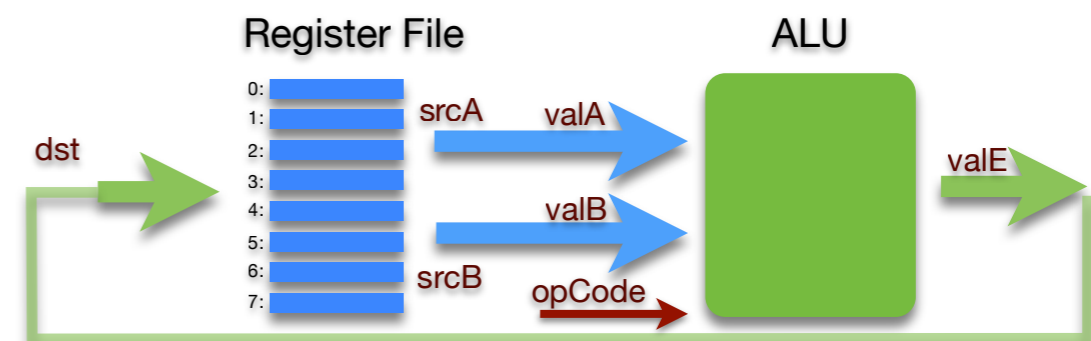 Register File
ALU
0:
1:
2:
3:
4:
5:
6:
7:
dst
srcA
valA
valB
srcB
opCode
valE